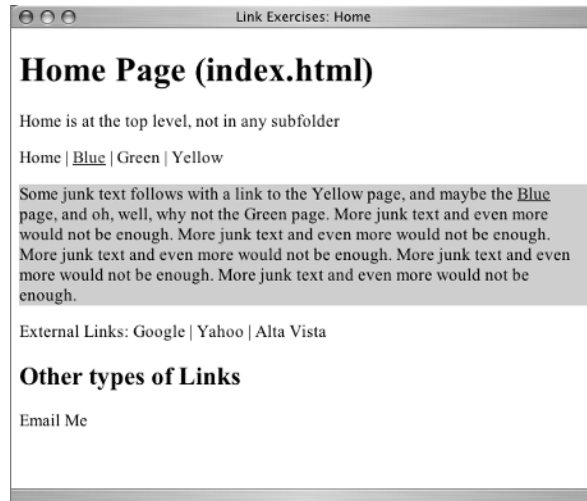 Link Exercises: Home
Home Page (index.html)
Home is at the top level, not in any subfolder
Home | Blue | Green | Yellow
Some junk text follows with a link to the Yellow page, and maybe the Blue
page, and oh, well, why not the Green page. More junk text and even more
would not be enough. More junk text and even more would not be enough.
More junk text and even more would not be enough. More junk text and even
more would not be enough. More junk text and even more would not be
enough.
External Links: Google | Yahoo | Alta Vista
Other types of Links
Email Me